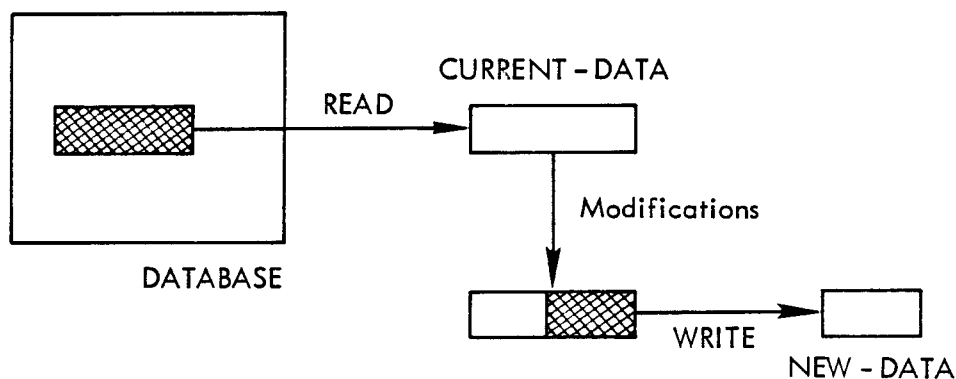 CURRENT - DATA
READ
Modifications
DATABASE
WRITE
NEW - DATA